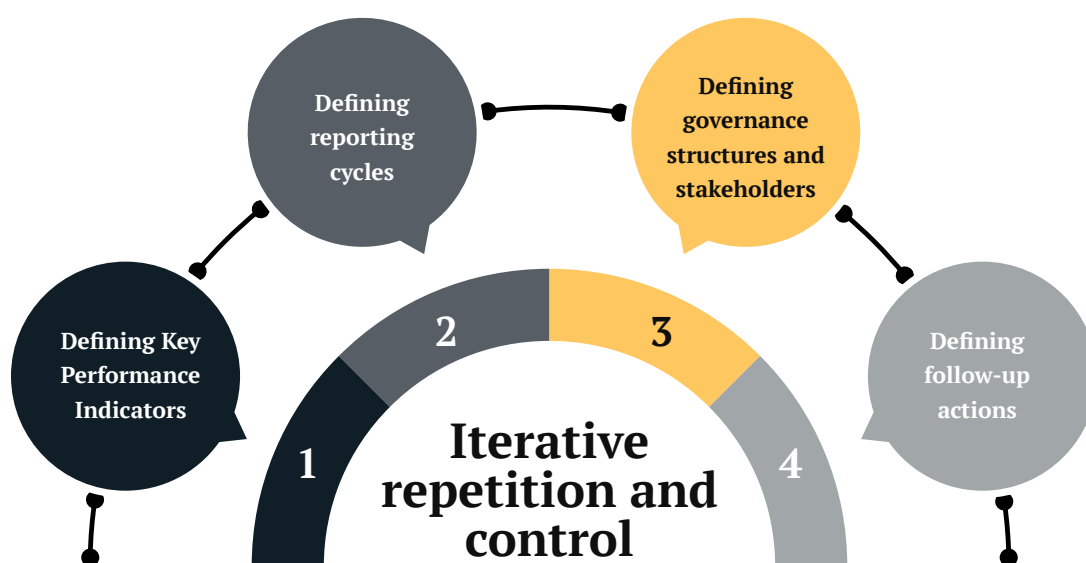 Defining
reporting
cycles
Defining
governance
structures and
stakeholders
Defining Key
Performance
Indicators
Defining
follow-up
actions
1
2
3
4
Iterative
repetition and
control